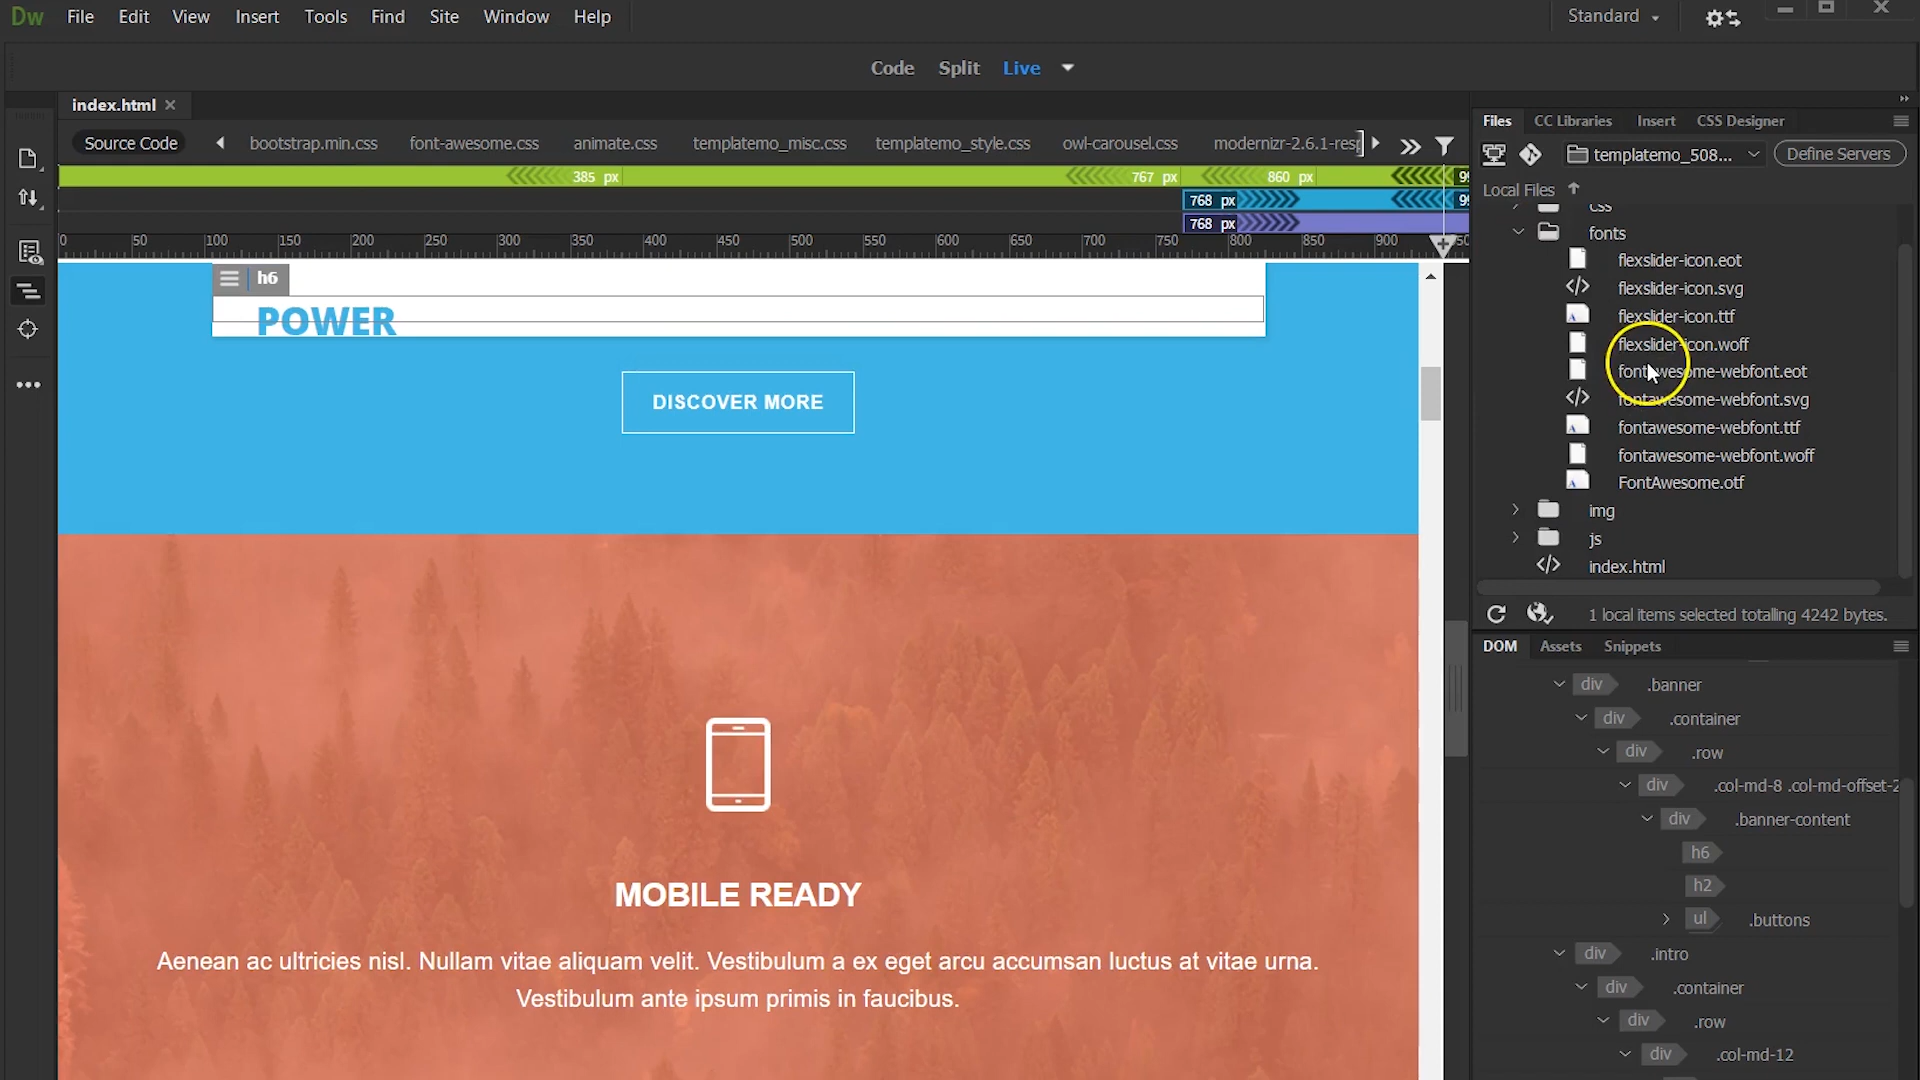 Dw File Edit View Insert Tools Find Site Window Help
Standard
Code Split Live
index.html
Source Code bootstrap.min.css font-awesome.css animate.css templatemo_misc.css templatemo_style.css owl-carousel.css modernizr-2.6.1-resp
385 px 767 px 860 px 99
768 px 99
768 px
0 50 100 150 200 250 300 350 400 450 500 550 600 650 700 750 800 850 900
h6
POWER
DISCOVER MORE
MOBILE READY
Aenean ac ultricies nisl. Nullam vitae aliquam velit. Vestibulum a ex eget arcu accumsan luctus at vitae urna.
Vestibulum ante ipsum primis in faucibus.
Files CC Libraries Insert CSS Designer
templatemo_508... Define Servers
Local Files
css
fonts
flexslider-icon.eot
flexslider-icon.svg
flexslider-icon.ttf
flexslider-icon.woff
fontawesome-webfont.eot
fontawesome-webfont.svg
fontawesome-webfont.ttf
fontawesome-webfont.woff
FontAwesome.otf
img
js
index.html
1 local items selected totalling 4242 bytes.
DOM Assets Snippets
div .banner
div .container
div .row
div .col-md-8 .col-md-offset-2
div .banner-content
h6
h2
ul .buttons
div .intro
div .container
div .row
div .col-md-12